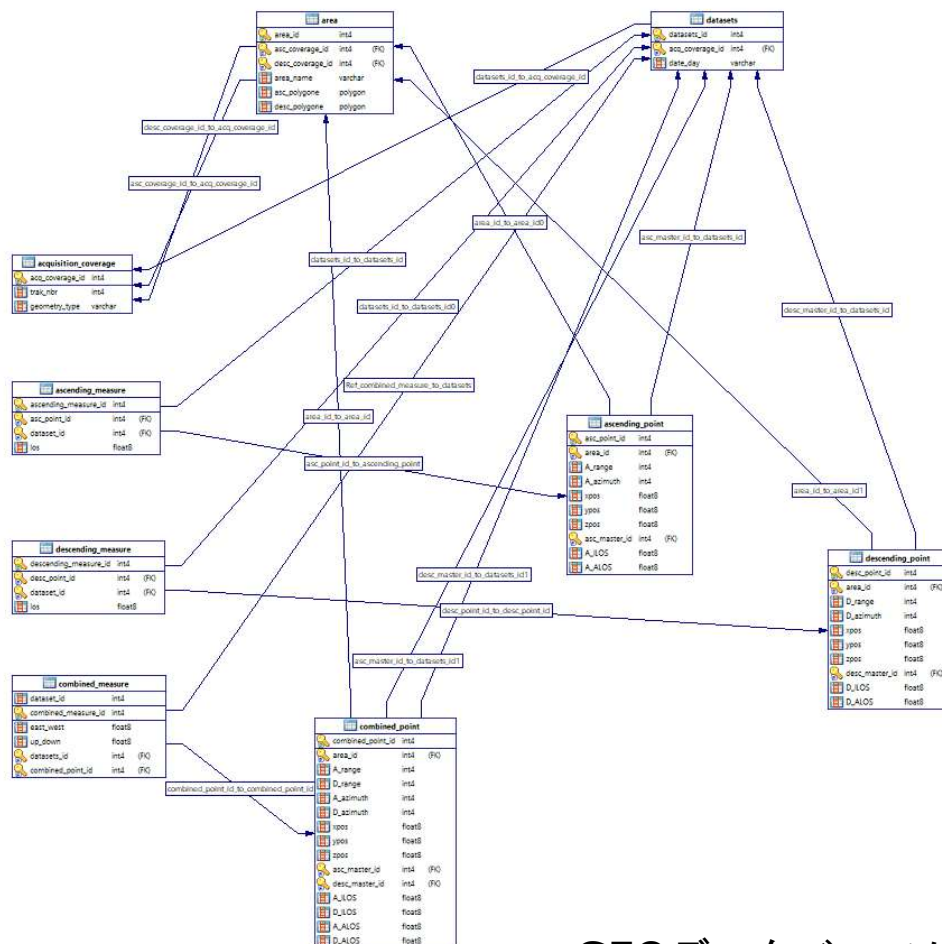 area
area_id int4
asc_coverage_id int4 (FK)
desc_coverage_id int4 (FK)
area_name varchar
asc_polygone polygon
desc_polygone polygon
datasets
datasets_id int4
acq_coverage_id int4 (FK)
date_day varchar
datasets_id_to_acq_coverage_id
desc_coverage_id_to_acq_coverage_id
asc_coverage_id_to_acq_coverage_id
area_id_to_area_id0
asc_master_id_to_datasets_id
datasets_id_to_datasets_id
acquisition_coverage
acq_coverage_id int4
trak_nbr int4
geometry_type varchar
datasets_id_to_datasets_id0
desc_master_id_to_datasets_id
Ref_combined_measure_to_datasets
ascending_measure
ascending_measure_id int4
asc_point_id int4 (FK)
dataset_id int4 (FK)
los float8
area_id_to_area_id
asc_point_id_to_ascending_point
ascending_point
asc_point_id int4
area_id int4 (FK)
A_range int4
A_azimuth int4
xpos float8
ypos float8
zpos float8
asc_master_id int4 (FK)
A_ILOS float8
A_ALOS float8
area_id_to_area_id1
descending_measure
descending_measure_id int4
desc_point_id int4 (FK)
dataset_id int4 (FK)
los float8
desc_master_id_to_datasets_id1
desc_point_id_to_desc_point_id
descending_point
desc_point_id int4
area_id int4 (FK)
D_range int4
D_azimuth int4
xpos float8
ypos float8
zpos float8
desc_master_id int4 (FK)
D_ILOS float8
D_ALOS float8
asc_master_id_to_datasets_id1
combined_measure
dataset_id int4
combined_measure_id int4
east_west float8
up_down float8
datasets_id int4 (FK)
combined_point_id int4 (FK)
combined_point_id_to_combined_point_id
combined_point
combined_point_id int4
area_id int4 (FK)
A_range int4
D_range int4
A_azimuth int4
D_azimuth int4
xpos float8
ypos float8
zpos float8
asc_master_id int4 (FK)
desc_master_id int4 (FK)
A_ILOS float8
D_ILOS float8
A_ALOS float8
D_ALOS float8